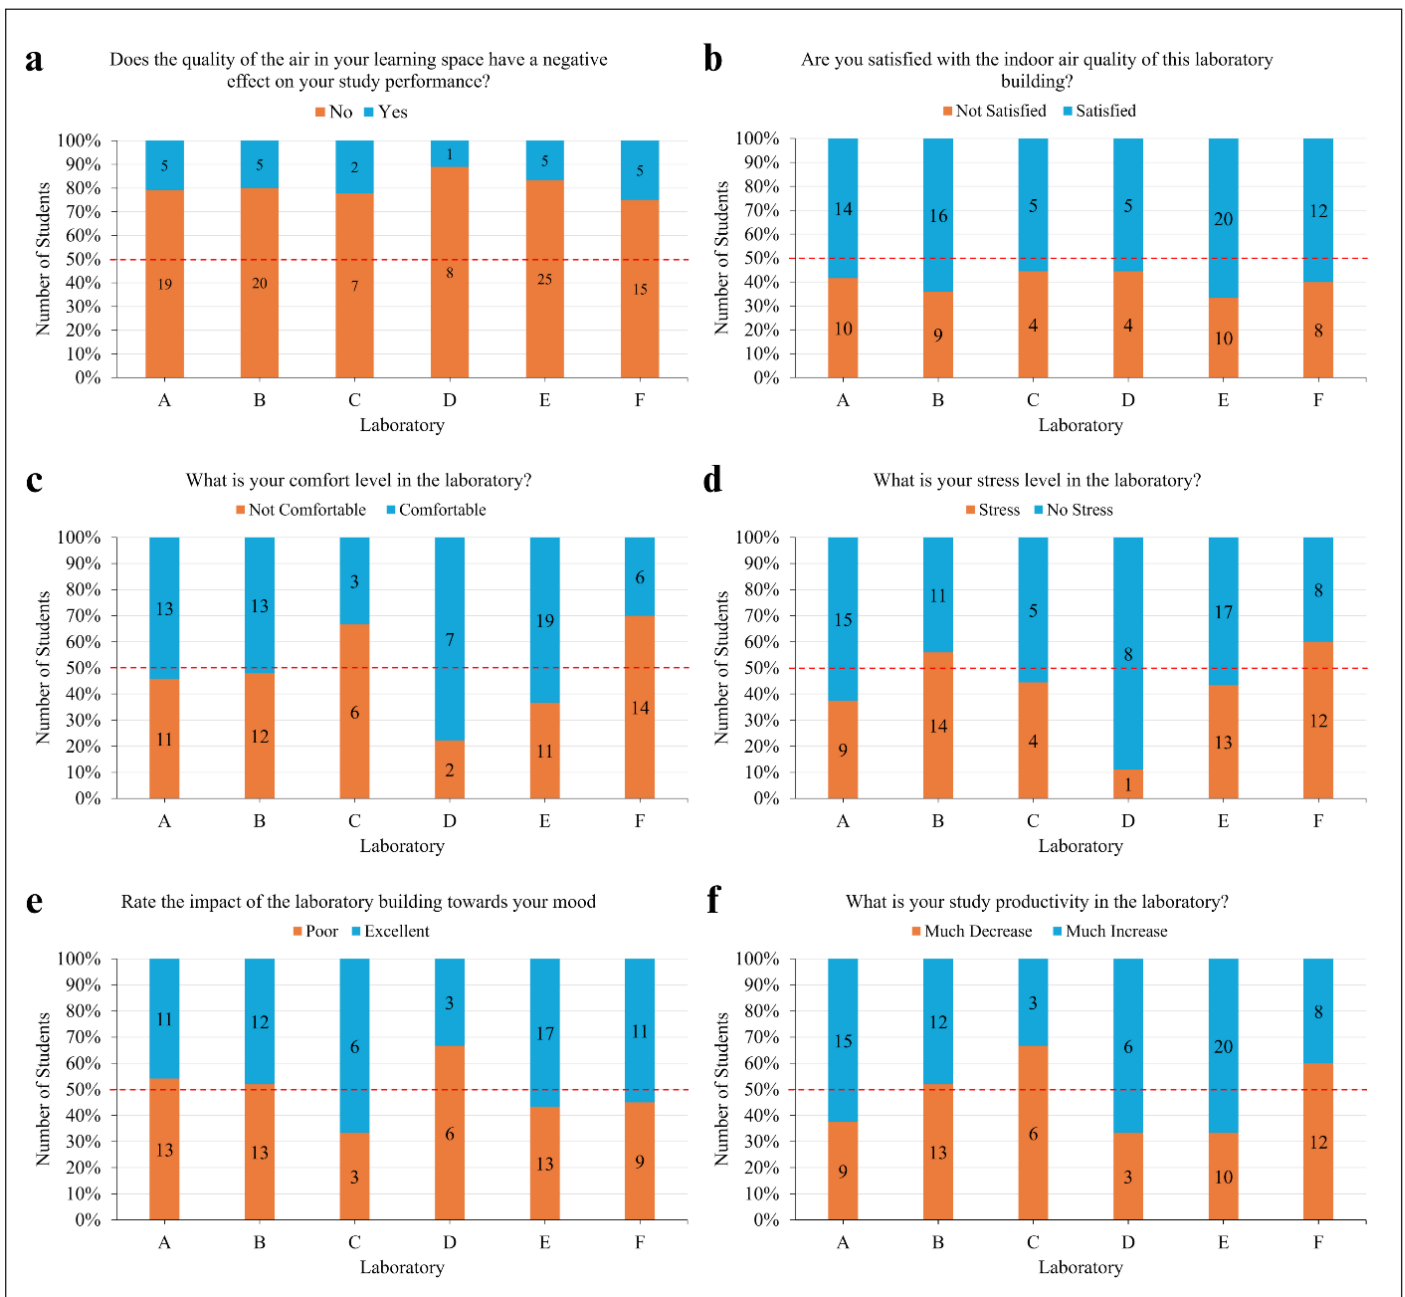 a
Does the quality of the air in your learning space have a negative
effect on your study performance?
No Yes
100%
90%
80%
70%
60%
50%
40%
30%
20%
10%
0%
Number of Students
5 5 2 1 5 5
19 20 7 8 25 15
A B C D E F
Laboratory
b
Are you satisfied with the indoor air quality of this laboratory
building?
Not Satisfied Satisfied
100%
90%
80%
70%
60%
50%
40%
30%
20%
10%
0%
Number of Students
14 16 5 5 20 12
10 9 4 4 10 8
A B C D E F
Laboratory
c
What is your comfort level in the laboratory?
Not Comfortable Comfortable
100%
90%
80%
70%
60%
50%
40%
30%
20%
10%
0%
Number of Students
13 13 3 7 19 6
11 12 6 2 11 14
A B C D E F
Laboratory
d
What is your stress level in the laboratory?
Stress No Stress
100%
90%
80%
70%
60%
50%
40%
30%
20%
10%
0%
Number of Students
15 11 5 8 17 8
9 14 4 1 13 12
A B C D E F
Laboratory
e
Rate the impact of the laboratory building towards your mood
Poor Excellent
100%
90%
80%
70%
60%
50%
40%
30%
20%
10%
0%
Number of Students
11 12 6 3 17 11
13 13 3 6 13 9
A B C D E F
Laboratory
f
What is your study productivity in the laboratory?
Much Decrease Much Increase
100%
90%
80%
70%
60%
50%
40%
30%
20%
10%
0%
Number of Students
15 12 3 6 20 8
9 13 6 3 10 12
A B C D E F
Laboratory